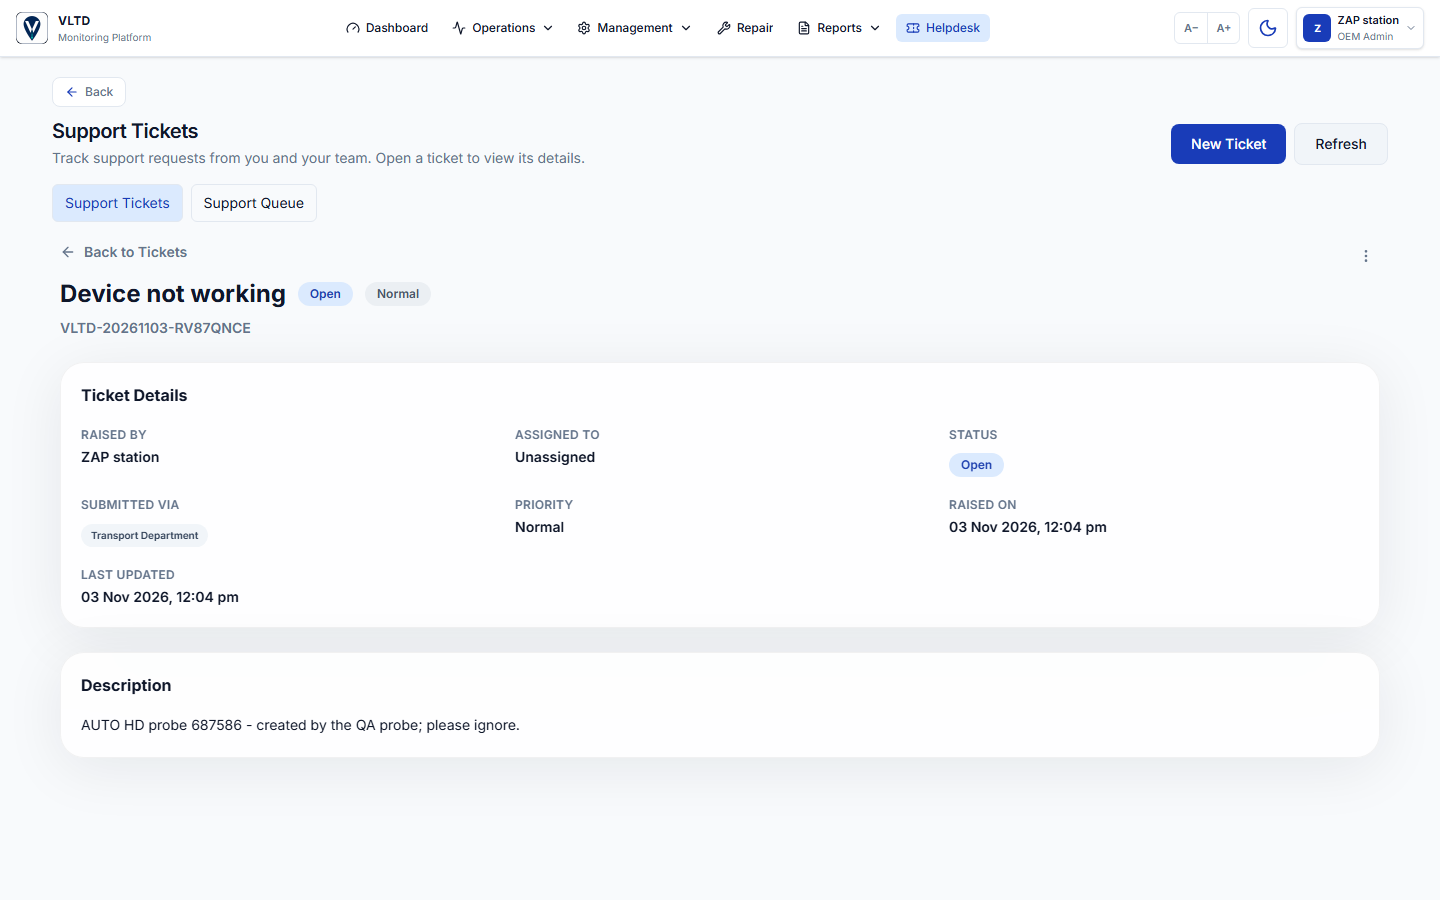 VLTD
Monitoring Platform
Dashboard
Operations
Management
Repair
Reports
Helpdesk
A−
A+
Z
ZAP station
OEM Admin
Back
Support Tickets
Track support requests from you and your team. Open a ticket to view its details.
New Ticket
Refresh
Support Tickets
Support Queue
Back to Tickets
Device not working
Open
Normal
VLTD-20261103-RV87QNCE
Ticket Details
RAISED BY
ZAP station
ASSIGNED TO
Unassigned
STATUS
Open
SUBMITTED VIA
Transport Department
PRIORITY
Normal
RAISED ON
03 Nov 2026, 12:04 pm
LAST UPDATED
03 Nov 2026, 12:04 pm
Description
AUTO HD probe 687586 - created by the QA probe; please ignore.